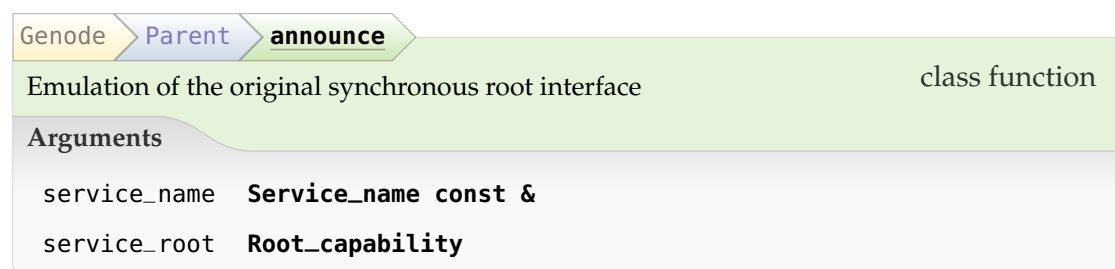 Genode Parent announce
Emulation of the original synchronous root interface class function
Arguments
service_name Service_name const &
service_root Root_capability